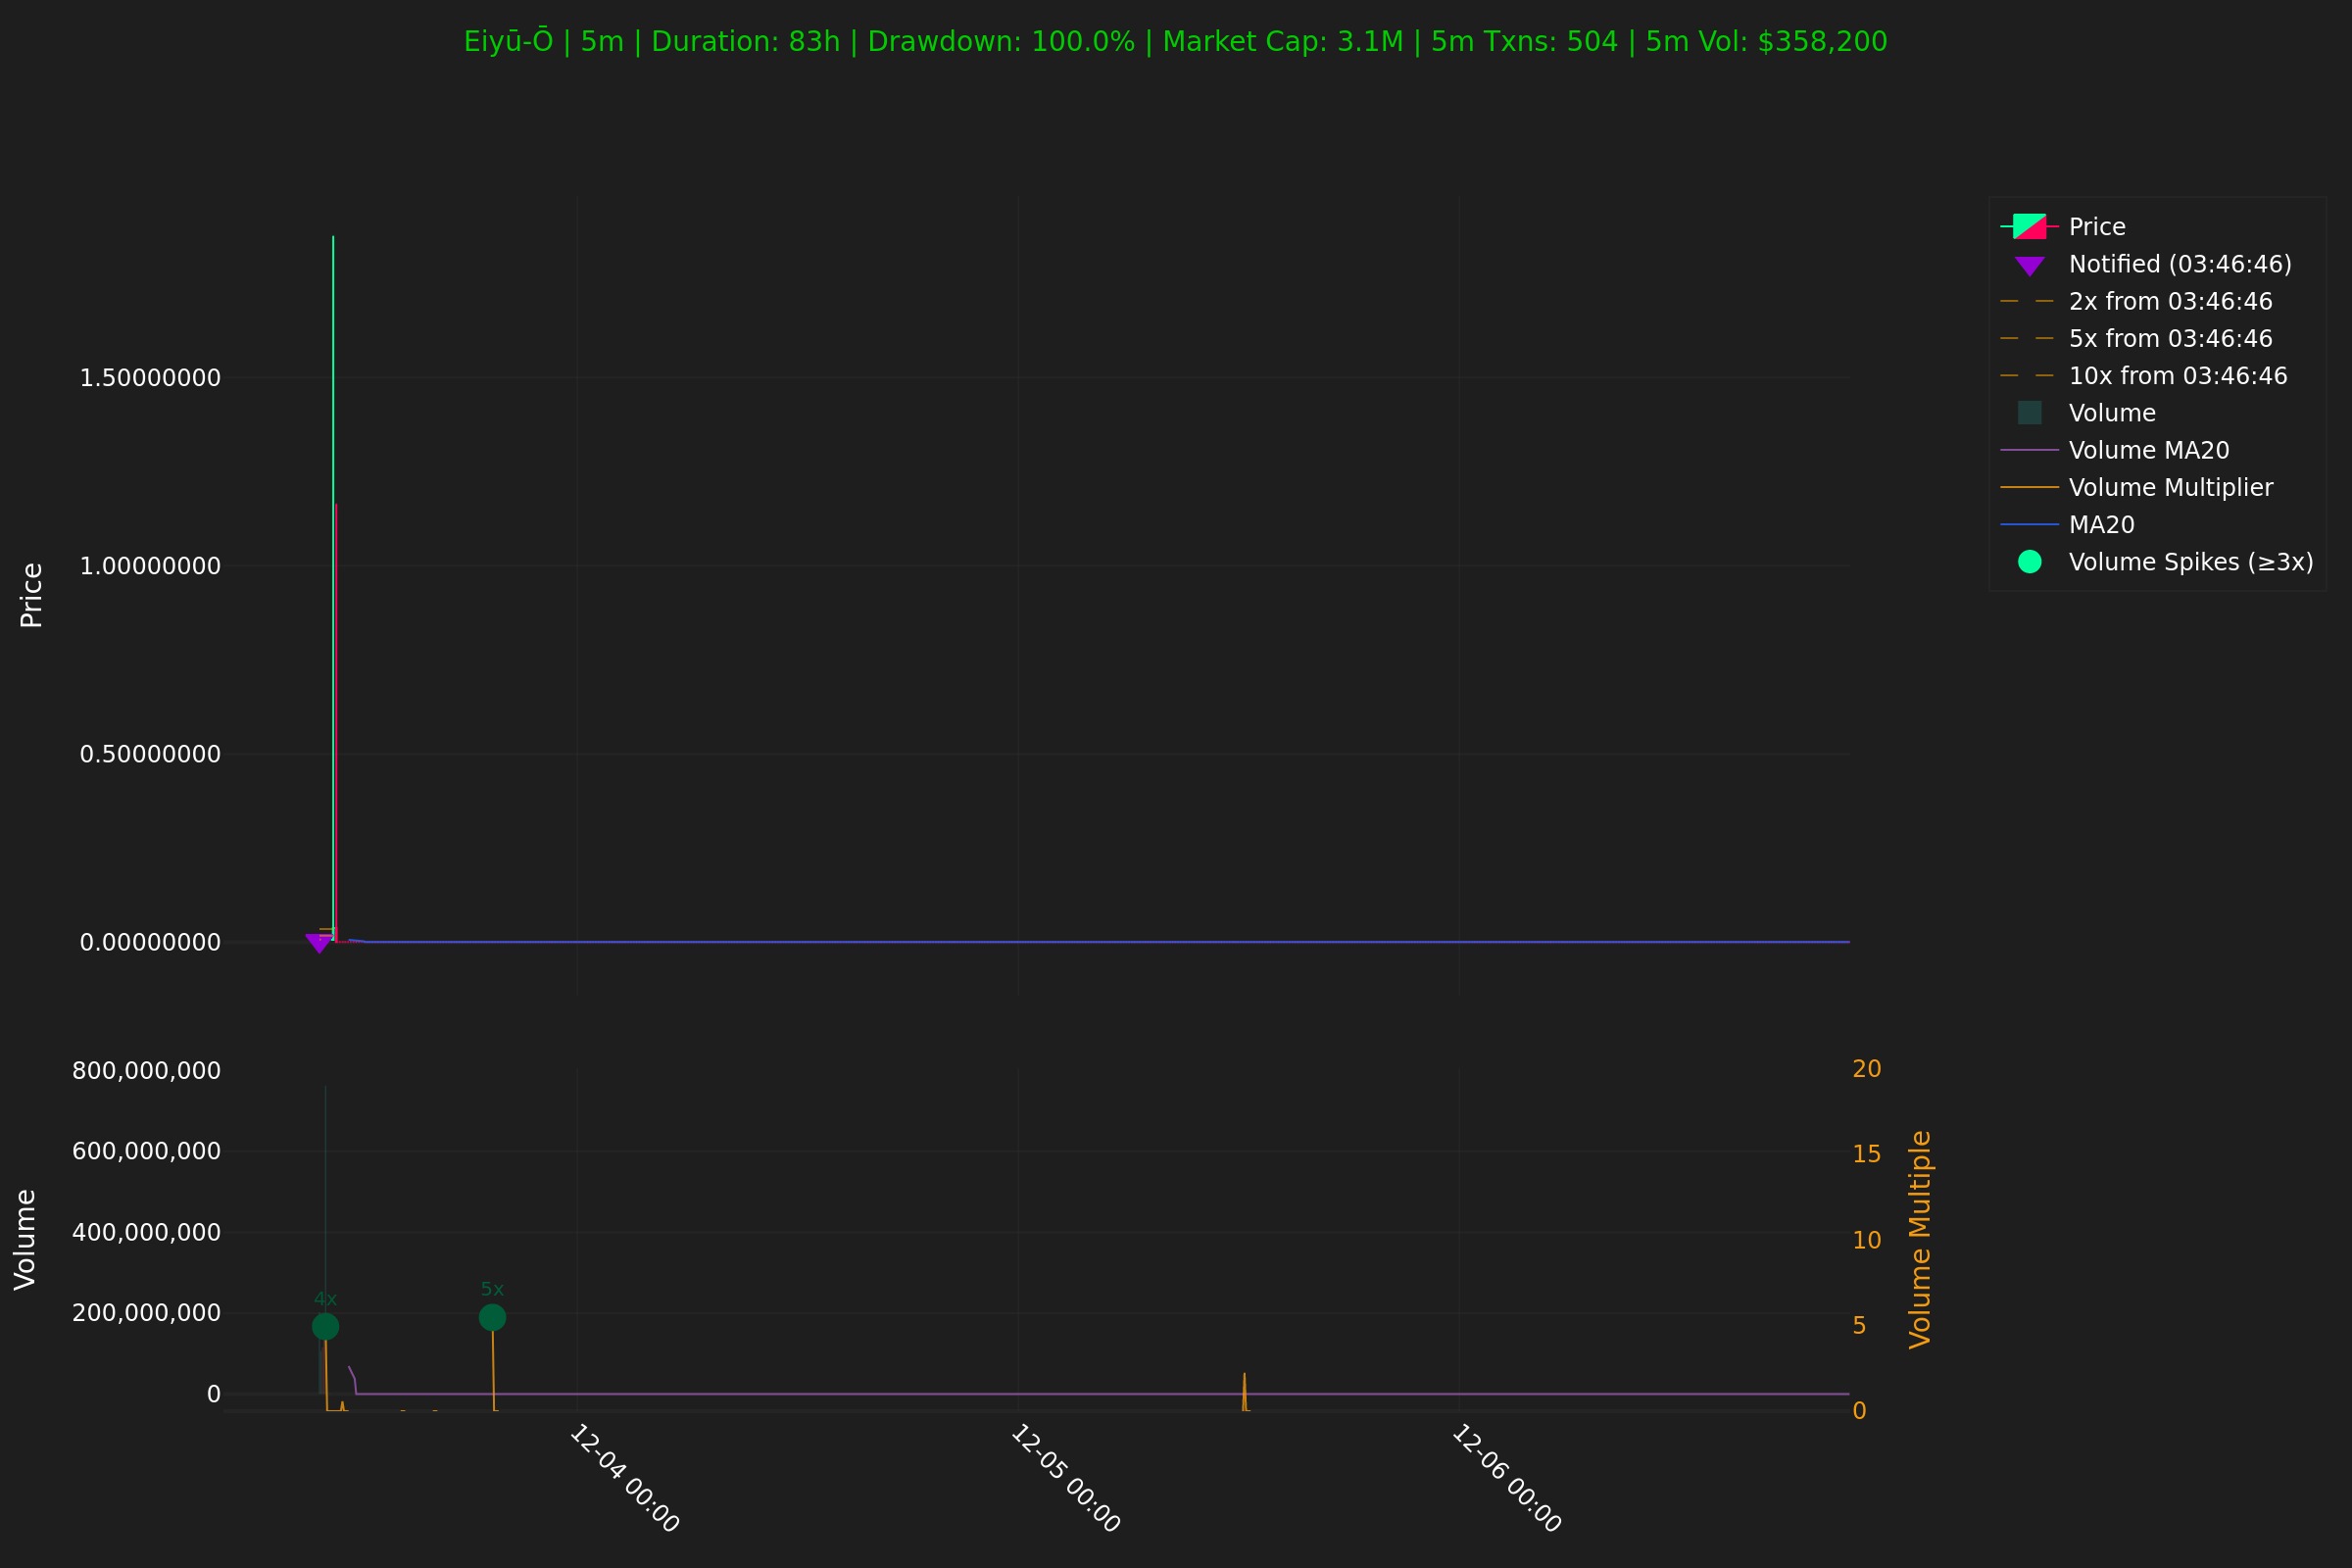 Eiyū-Ō | 5m | Duration: 83h | Drawdown: 100.0% | Market Cap: 3.1M | 5m Txns: 504 | 5m Vol: $358,200
Price
1.50000000
1.00000000
0.50000000
0.00000000
Price
Notified (03:46:46)
2x from 03:46:46
5x from 03:46:46
10x from 03:46:46
Volume
Volume MA20
Volume Multiplier
MA20
Volume Spikes (≥3x)
Volume
800,000,000
600,000,000
400,000,000
200,000,000
0
4x
5x
20
15
10
5
0
Volume Multiple
12-04 00:00
12-05 00:00
12-06 00:00